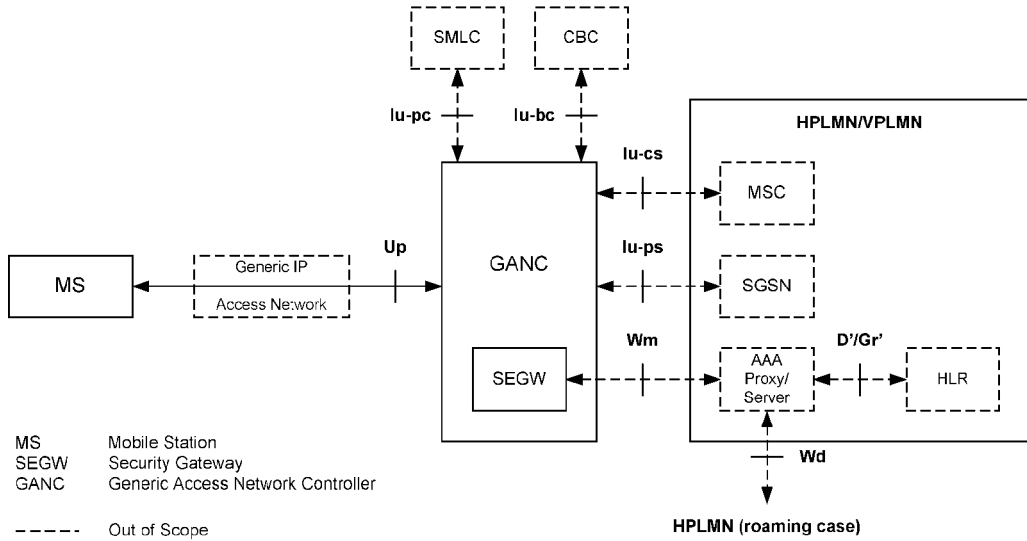 SMLC
CBC
Iu-pc
Iu-bc
HPLMN/VPLMN
Iu-cs
MSC
Up
Iu-ps
Generic IP
Access Network
MS
GANC
SGSN
Wm
D'/Gr'
SEGW
AAA
Proxy/
Server
HLR
MS Mobile Station
SEGW Security Gateway
GANC Generic Access Network Controller
Wd
Out of Scope
HPLMN (roaming case)